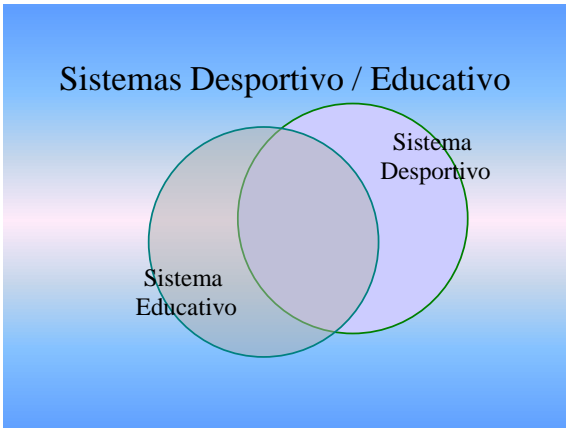 Sistemas Desportivo / Educativo
Sistema
Desportivo
Sistema
Educativo